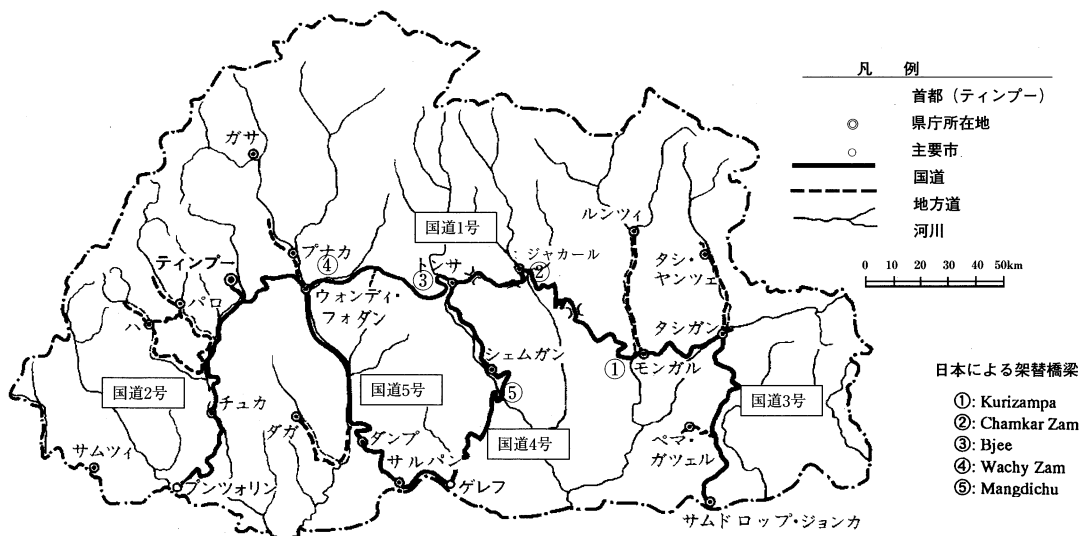 凡 例
首都（ティンプー）
県庁所在地
主要市
国道
地方道
河川
0 10 20 30 40 50km
ガサ
ルンツィ
国道1号
プナカ
④
トンサ
③
ジャカール
②
タシ・
ヤンツェ
ティンプー
パロ
ウォンディ・
フォダン
ハ
タシガン
シェムガン
①
モンガル
日本による架替橋梁
国道2号
国道5号
⑤
国道3号
①: Kurizampa
チュカ
②: Chamkar Zam
ダガ
ダンプ
国道4号
ペマ・
ガツェル
③: Bjee
サムツィ
サルパン
④: Wachy Zam
プンツォリン
ゲレフ
⑤: Mangdichu
サムドロップ・ジョンカ